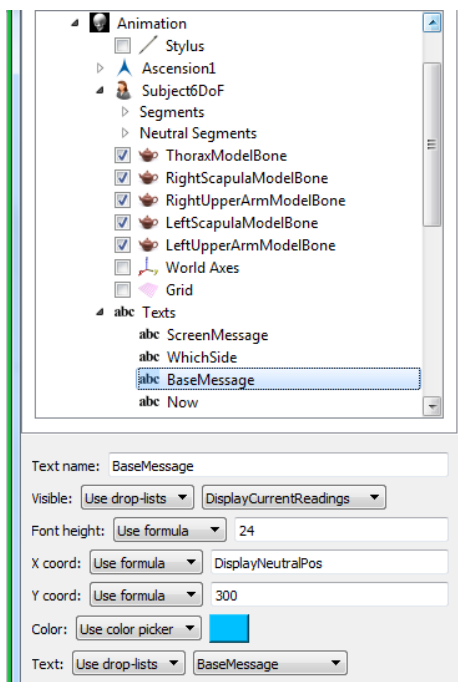 Animation
Stylus
Ascension1
Subject6DoF
Segments
Neutral Segments
ThoraxModelBone
RightScapulaModelBone
RightUpperArmModelBone
LeftScapulaModelBone
LeftUpperArmModelBone
World Axes
Grid
abc Texts
abc ScreenMessage
abc WhichSide
abc BaseMessage
abc Now
Text name: BaseMessage
Visible: Use drop-lists DisplayCurrentReadings
Font height: Use formula 24
X coord: Use formula DisplayNeutralPos
Y coord: Use formula 300
Color: Use color picker
Text: Use drop-lists BaseMessage